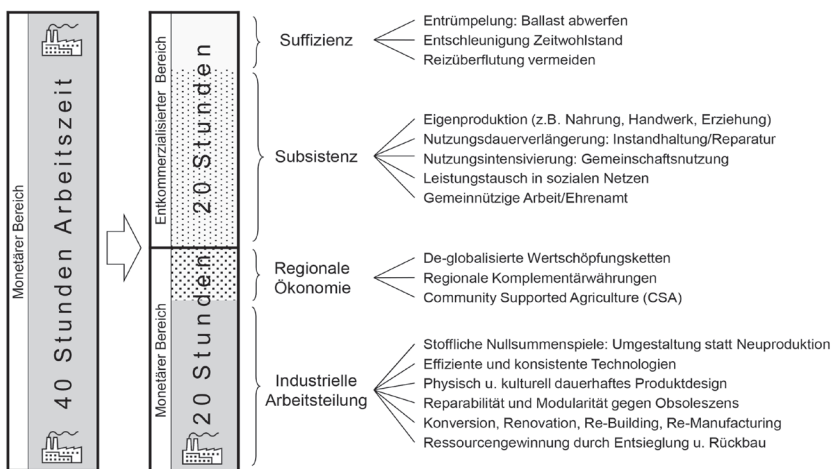 Monetärer Bereich
40 Stunden Arbeitszeit
Entkommerzialisierter Bereich
20 Stunden
Monetärer Bereich
20 Stunden
Suffizienz
Entrümpelung: Ballast abwerfen
Entschleunigung Zeitwohlstand
Reizüberflutung vermeiden
Subsistenz
Eigenproduktion (z.B. Nahrung, Handwerk, Erziehung)
Nutzungsdauerverlängerung: Instandhaltung/Reparatur
Nutzungsintensivierung: Gemeinschaftsnutzung
Leistungstausch in sozialen Netzen
Gemeinnützige Arbeit/Ehrenamt
Regionale
Ökonomie
De-globalisierte Wertschöpfungsketten
Regionale Komplementärwährungen
Community Supported Agriculture (CSA)
Industrielle
Arbeitsteilung
Stoffliche Nullsummenspiele: Umgestaltung statt Neuproduktion
Effiziente und konsistente Technologien
Physisch u. kulturell dauerhaftes Produktdesign
Reparabilität und Modularität gegen Obsoleszens
Konversion, Renovation, Re-Building, Re-Manufacturing
Ressourcengewinnung durch Entsieglung u. Rückbau